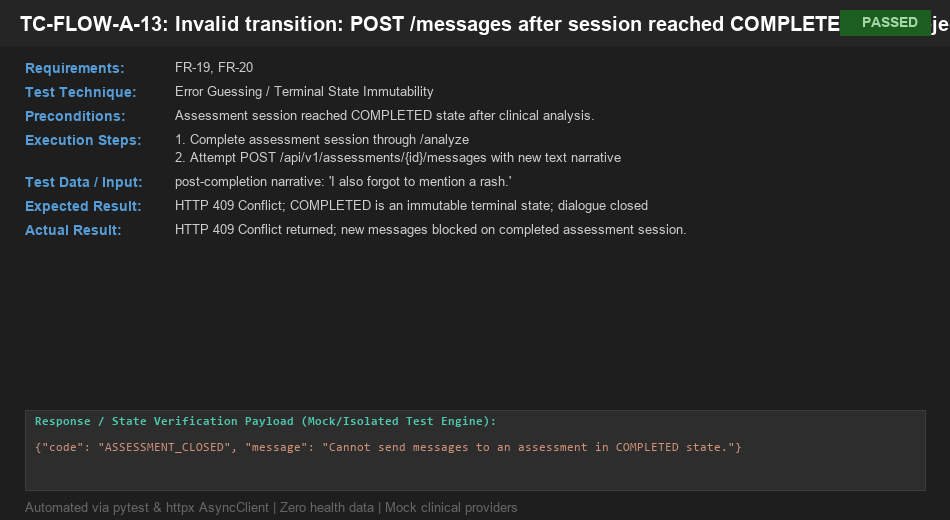 TC-FLOW-A-13: Invalid transition: POST /messages after session reached COMPLETE je
PASSED
Requirements: FR-19, FR-20
Test Technique: Error Guessing / Terminal State Immutability
Preconditions: Assessment session reached COMPLETED state after clinical analysis.
Execution Steps: 1. Complete assessment session through /analyze
2. Attempt POST /api/v1/assessments/{id}/messages with new text narrative
Test Data / Input: post-completion narrative: 'I also forgot to mention a rash.'
Expected Result: HTTP 409 Conflict; COMPLETED is an immutable terminal state; dialogue closed
Actual Result: HTTP 409 Conflict returned; new messages blocked on completed assessment session.
Response / State Verification Payload (Mock/Isolated Test Engine):
{"code": "ASSESSMENT_CLOSED", "message": "Cannot send messages to an assessment in COMPLETED state."}
Automated via pytest & httpx AsyncClient | Zero health data | Mock clinical providers